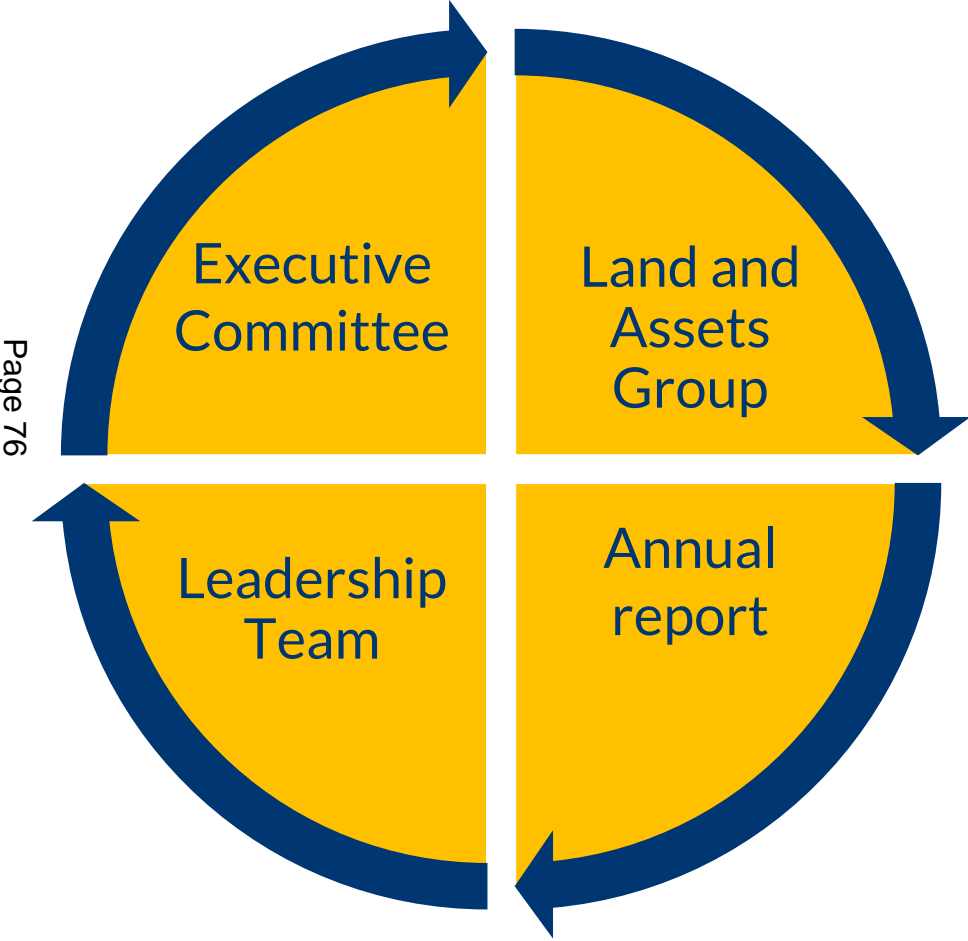 Executive
Committee
Land and
Assets
Group
Page 76
Leadership
Team
Annual
report